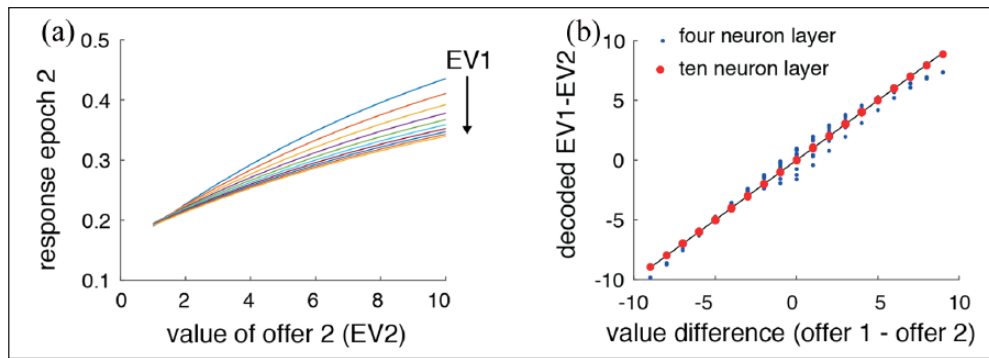 (a)
0.5
0.4
0.3
0.2
0.1
response epoch 2
EV1
0 2 4 6 8 10
value of offer 2 (EV2)
(b)
10
5
0
-5
-10
decoded EV1-EV2
four neuron layer
ten neuron layer
-10 -5 0 5 10
value difference (offer 1 - offer 2)